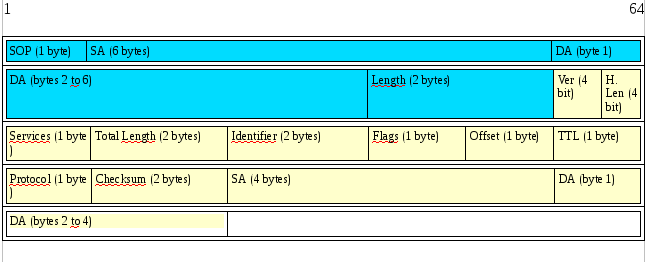 1 64
SOP (1 byte) SA (6 bytes) DA (byte 1)
DA (bytes 2 to 6) Length (2 bytes) Ver (4 bit) H. Len (4 bit)
Services (1 byte) Total Length (2 bytes) Identifier (2 bytes) Flags (1 byte) Offset (1 byte) TTL (1 byte)
Protocol (1 byte) Checksum (2 bytes) SA (4 bytes) DA (byte 1)
DA (bytes 2 to 4)